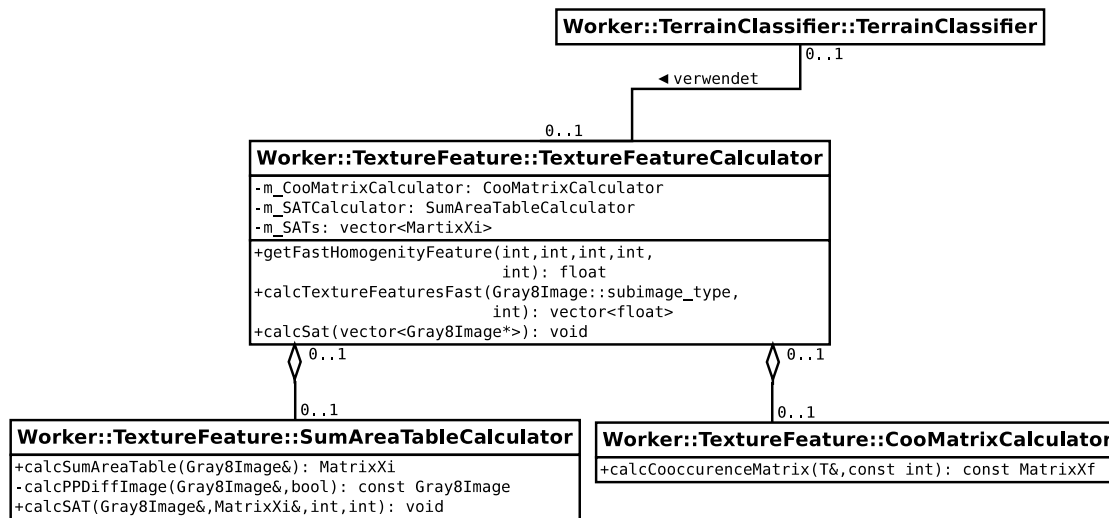 Worker::TerrainClassifier::TerrainClassifier
0..1
◄ verwendet
0..1
Worker::TextureFeature::TextureFeatureCalculator
-m_CooMatrixCalculator: CooMatrixCalculator
-m_SATCalculator: SumAreaTableCalculator
-m_SATs: vector<MartixXi>
+getFastHomogenityFeature(int,int,int,int,
int): float
+calcTextureFeaturesFast(Gray8Image::subimage_type,
int): vector<float>
+calcSat(vector<Gray8Image*>): void
0..1
0..1
0..1
0..1
Worker::TextureFeature::SumAreaTableCalculator
+calcSumAreaTable(Gray8Image&): MatrixXi
-calcPPDiffImage(Gray8Image&,bool): const Gray8Image
+calcSAT(Gray8Image&,MatrixXi&,int,int): void
Worker::TextureFeature::CooMatrixCalculator
+calcCooccurenceMatrix(T&,const int): const MatrixXf